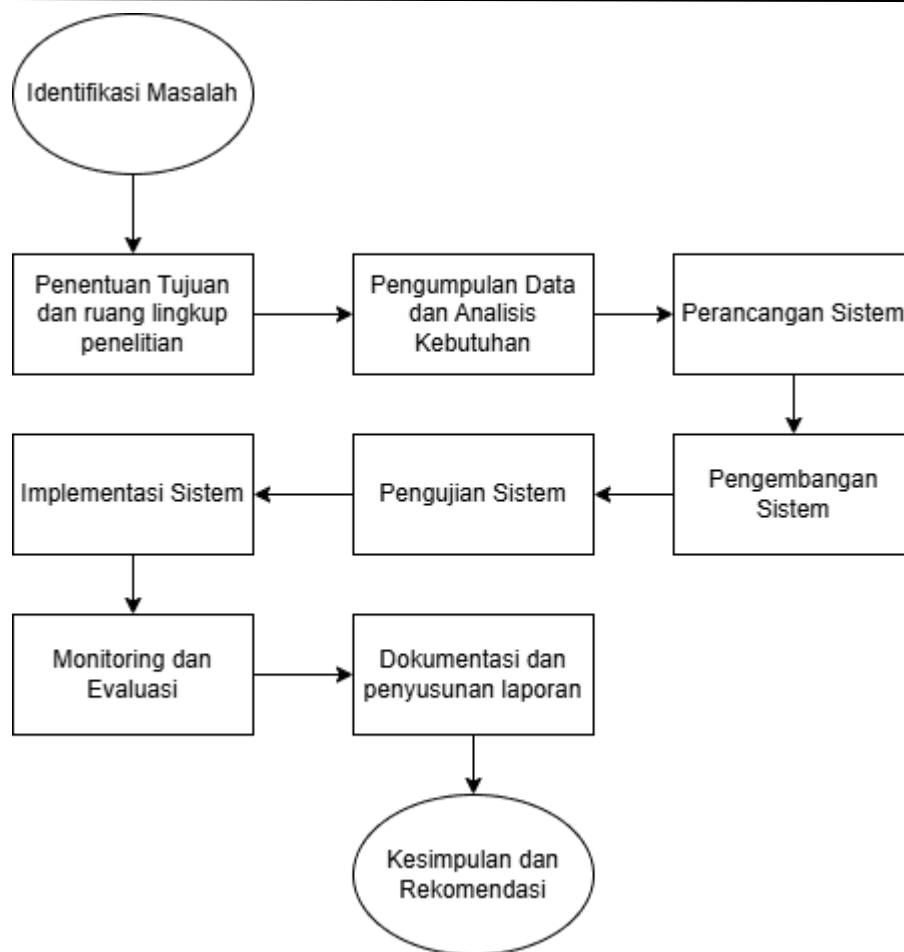 Identifikasi Masalah
Penentuan Tujuan
dan ruang lingkup
penelitian
Pengumpulan Data
dan Analisis
Kebutuhan
Perancangan Sistem
Pengembangan
Sistem
Pengujian Sistem
Implementasi Sistem
Monitoring dan
Evaluasi
Dokumentasi dan
penyusunan laporan
Kesimpulan dan
Rekomendasi